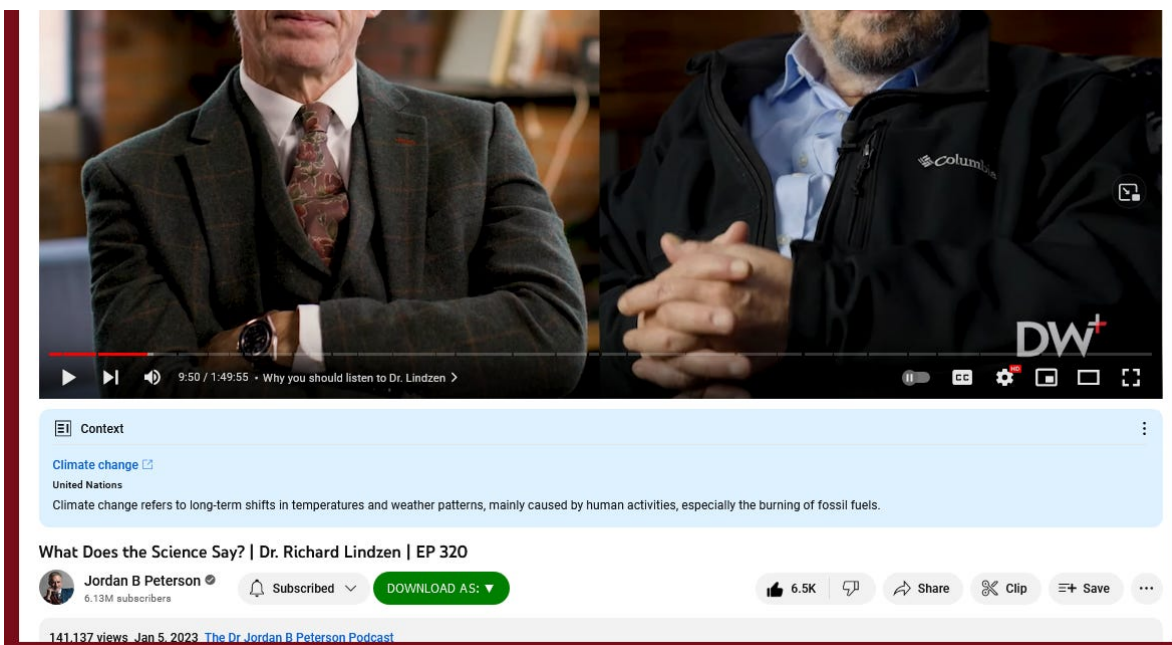 Columbia
DW+
9:50 / 1:49:55 • Why you should listen to Dr. Lindzen >
CC
HD
Context
Climate change
United Nations
Climate change refers to long-term shifts in temperatures and weather patterns, mainly caused by human activities, especially the burning of fossil fuels.
What Does the Science Say? | Dr. Richard Lindzen | EP 320
Jordan B Peterson
6.13M subscribers
Subscribed
DOWNLOAD AS: ▼
6.5K
Share
Clip
Save
141,137 views Jan 5, 2023 The Dr Jordan B Peterson Podcast